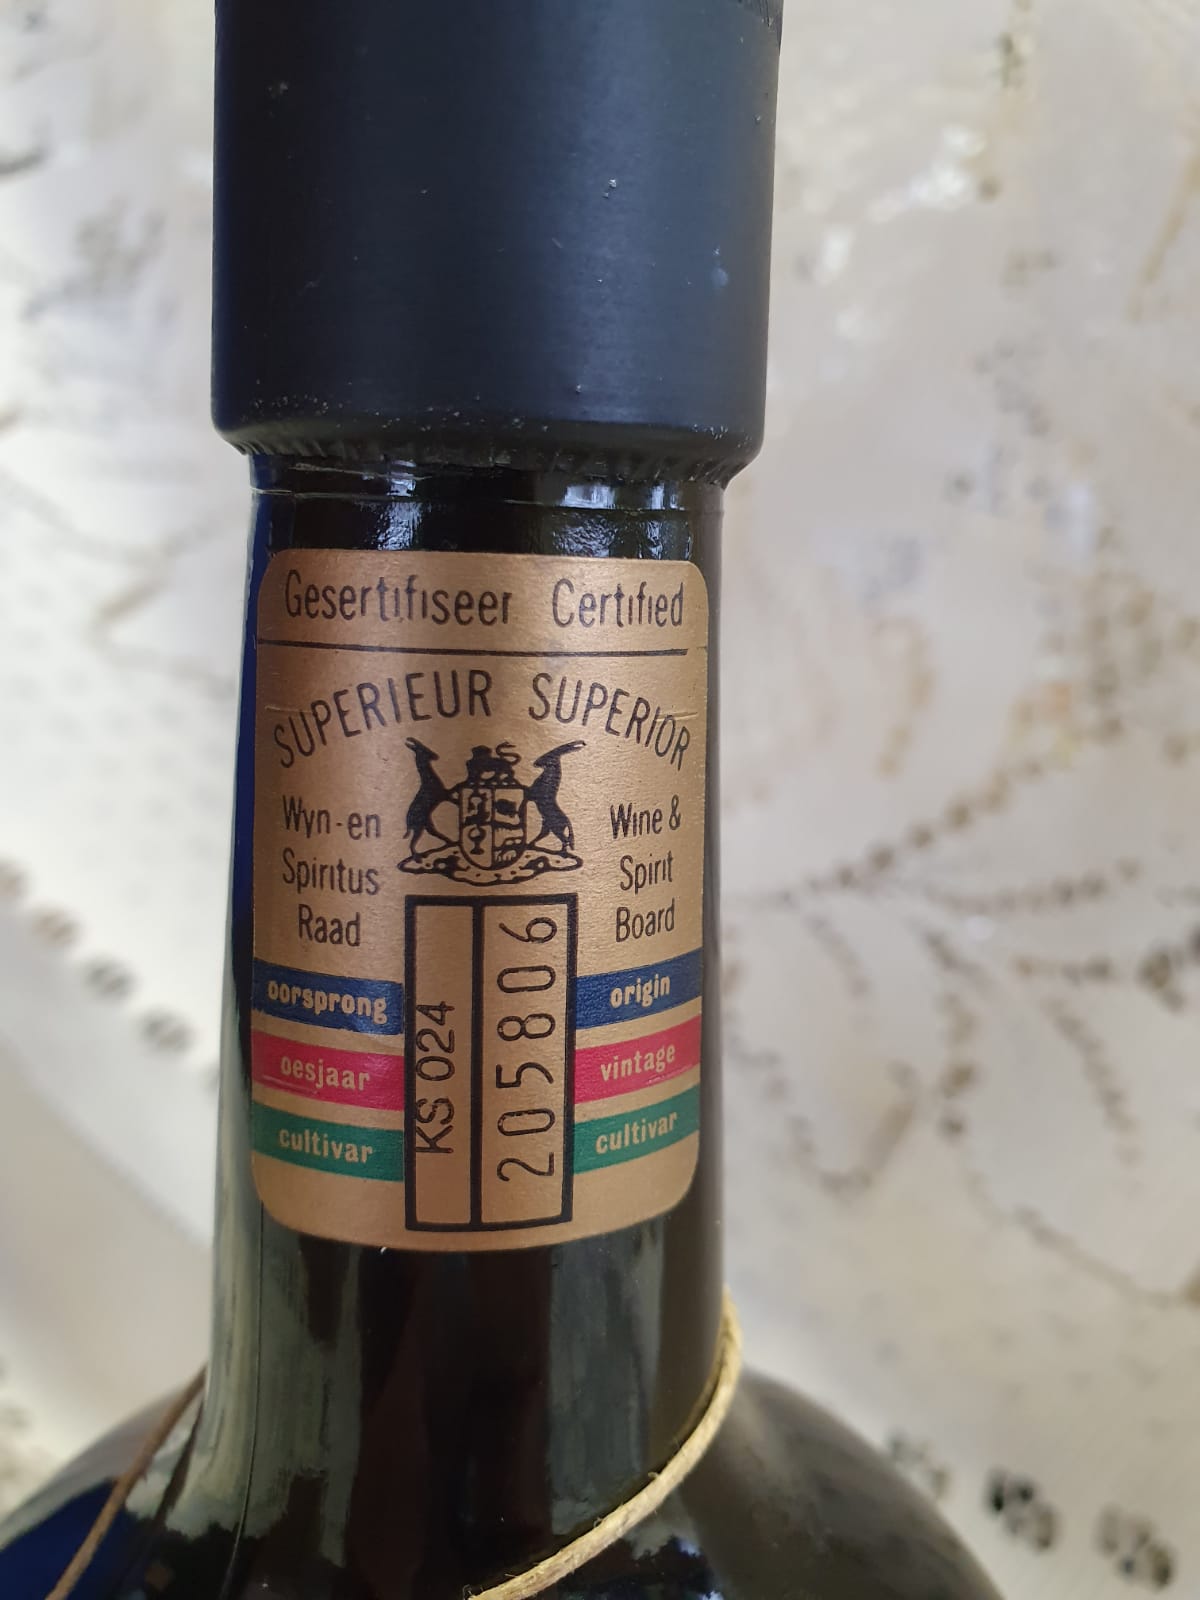 Gesertifiseer Certified
SUPERIEUR SUPERIOR
Wyn-en
Spiritus
Raad
Wine &
Spirit
Board
oorsprong
oesjaar
cultivar
KS 024
205806
origin
vintage
cultivar